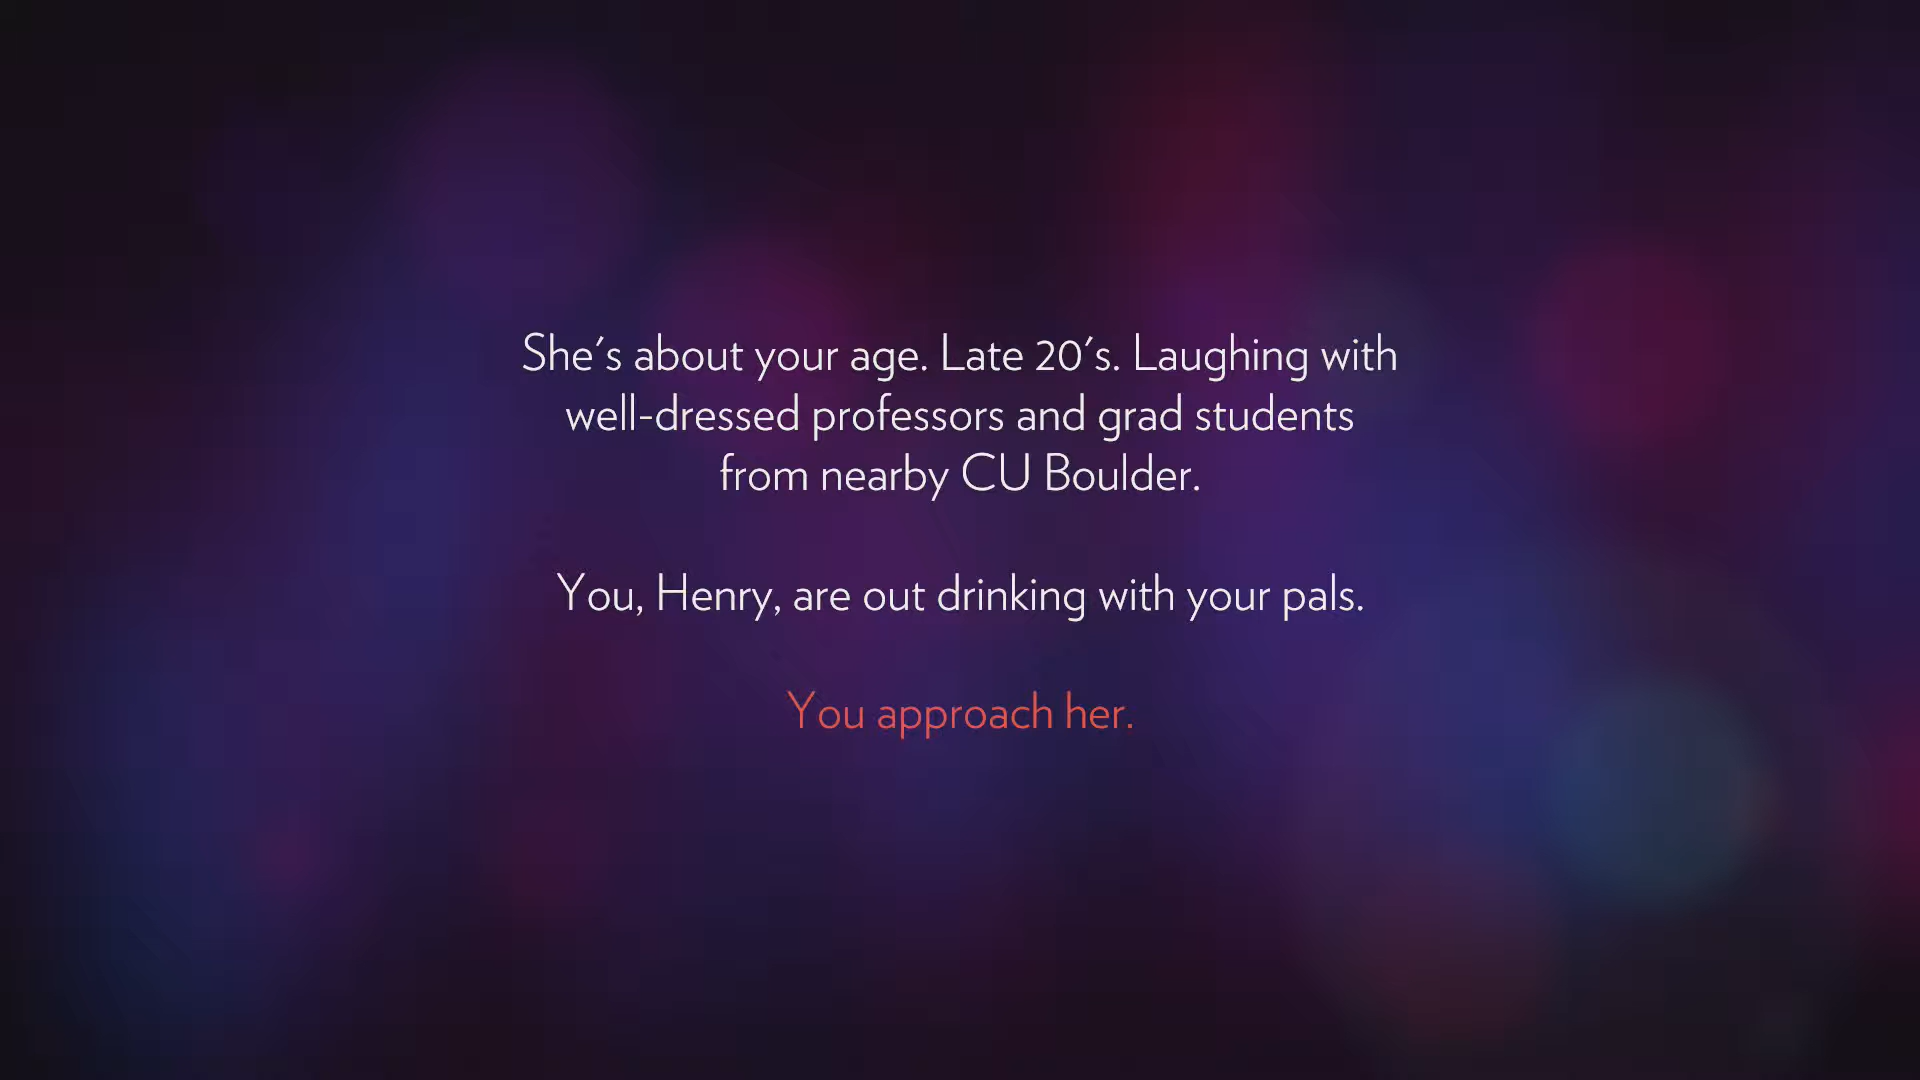 She's about your age. Late 20's. Laughing with
well-dressed professors and grad students
from nearby CU Boulder.
You, Henry, are out drinking with your pals.
You approach her.